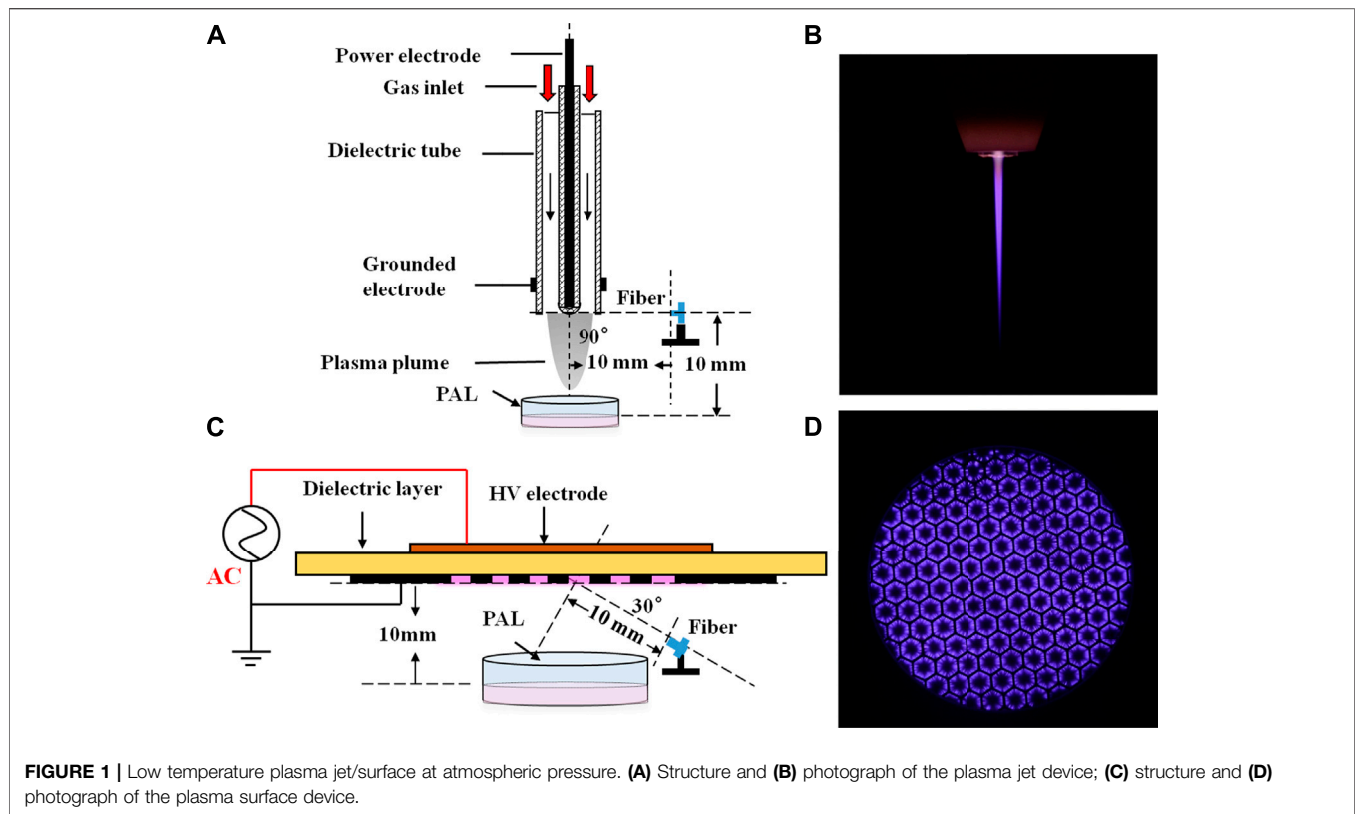 A
Power electrode
Gas inlet
Dielectric tube
Grounded
electrode
Fiber
90°
10 mm
10 mm
Plasma plume
PAL
B
C
Dielectric layer
HV electrode
AC
10mm
PAL
30°
10 mm
Fiber
D
FIGURE 1 | Low temperature plasma jet/surface at atmospheric pressure. (A) Structure and (B) photograph of the plasma jet device; (C) structure and (D)
photograph of the plasma surface device.